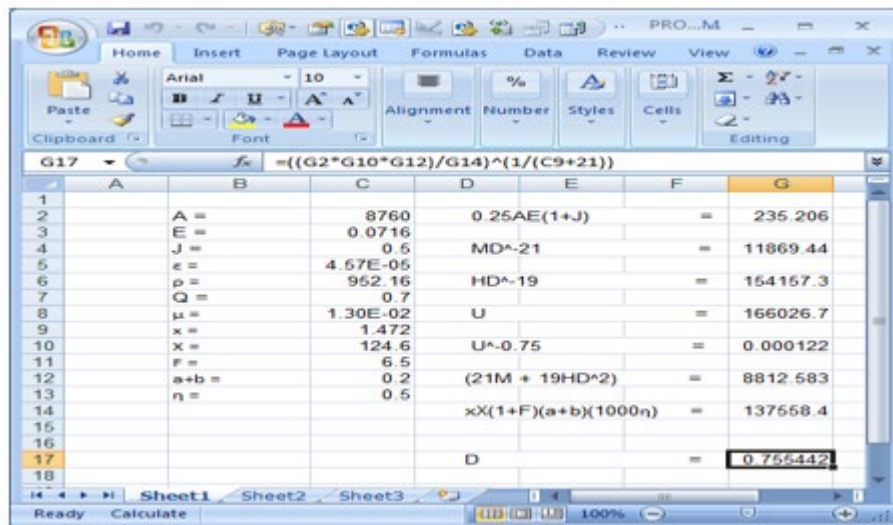 PRO...M
Home Insert Page Layout Formulas Data Review View
Paste
Arial 10
B I U A A
Alignment Number Styles Cells
Clipboard Font Editing
G17 fx =((G2*G10*G12)/G14)^(1/(C9+21))
A B C D E F G
1
2 A = 8760 0.25AE(1+J) = 235.206
3 E = 0.0716
4 J = 0.5 MD^-21 = 11869.44
5 ε = 4.57E-05
6 ρ = 952.16 HD^-19 = 154157.3
7 Q = 0.7
8 μ = 1.30E-02 U = 166026.7
9 x = 1.472
10 X = 124.6 U^-0.75 = 0.000122
11 F = 6.5
12 a+b = 0.2 (21M + 19HD^2) = 8812.583
13 η = 0.5
14 xX(1+F)(a+b)(1000η) = 137558.4
15
16
17 D = 0.755442
18
Sheet1 Sheet2 Sheet3
Ready Calculate 100%